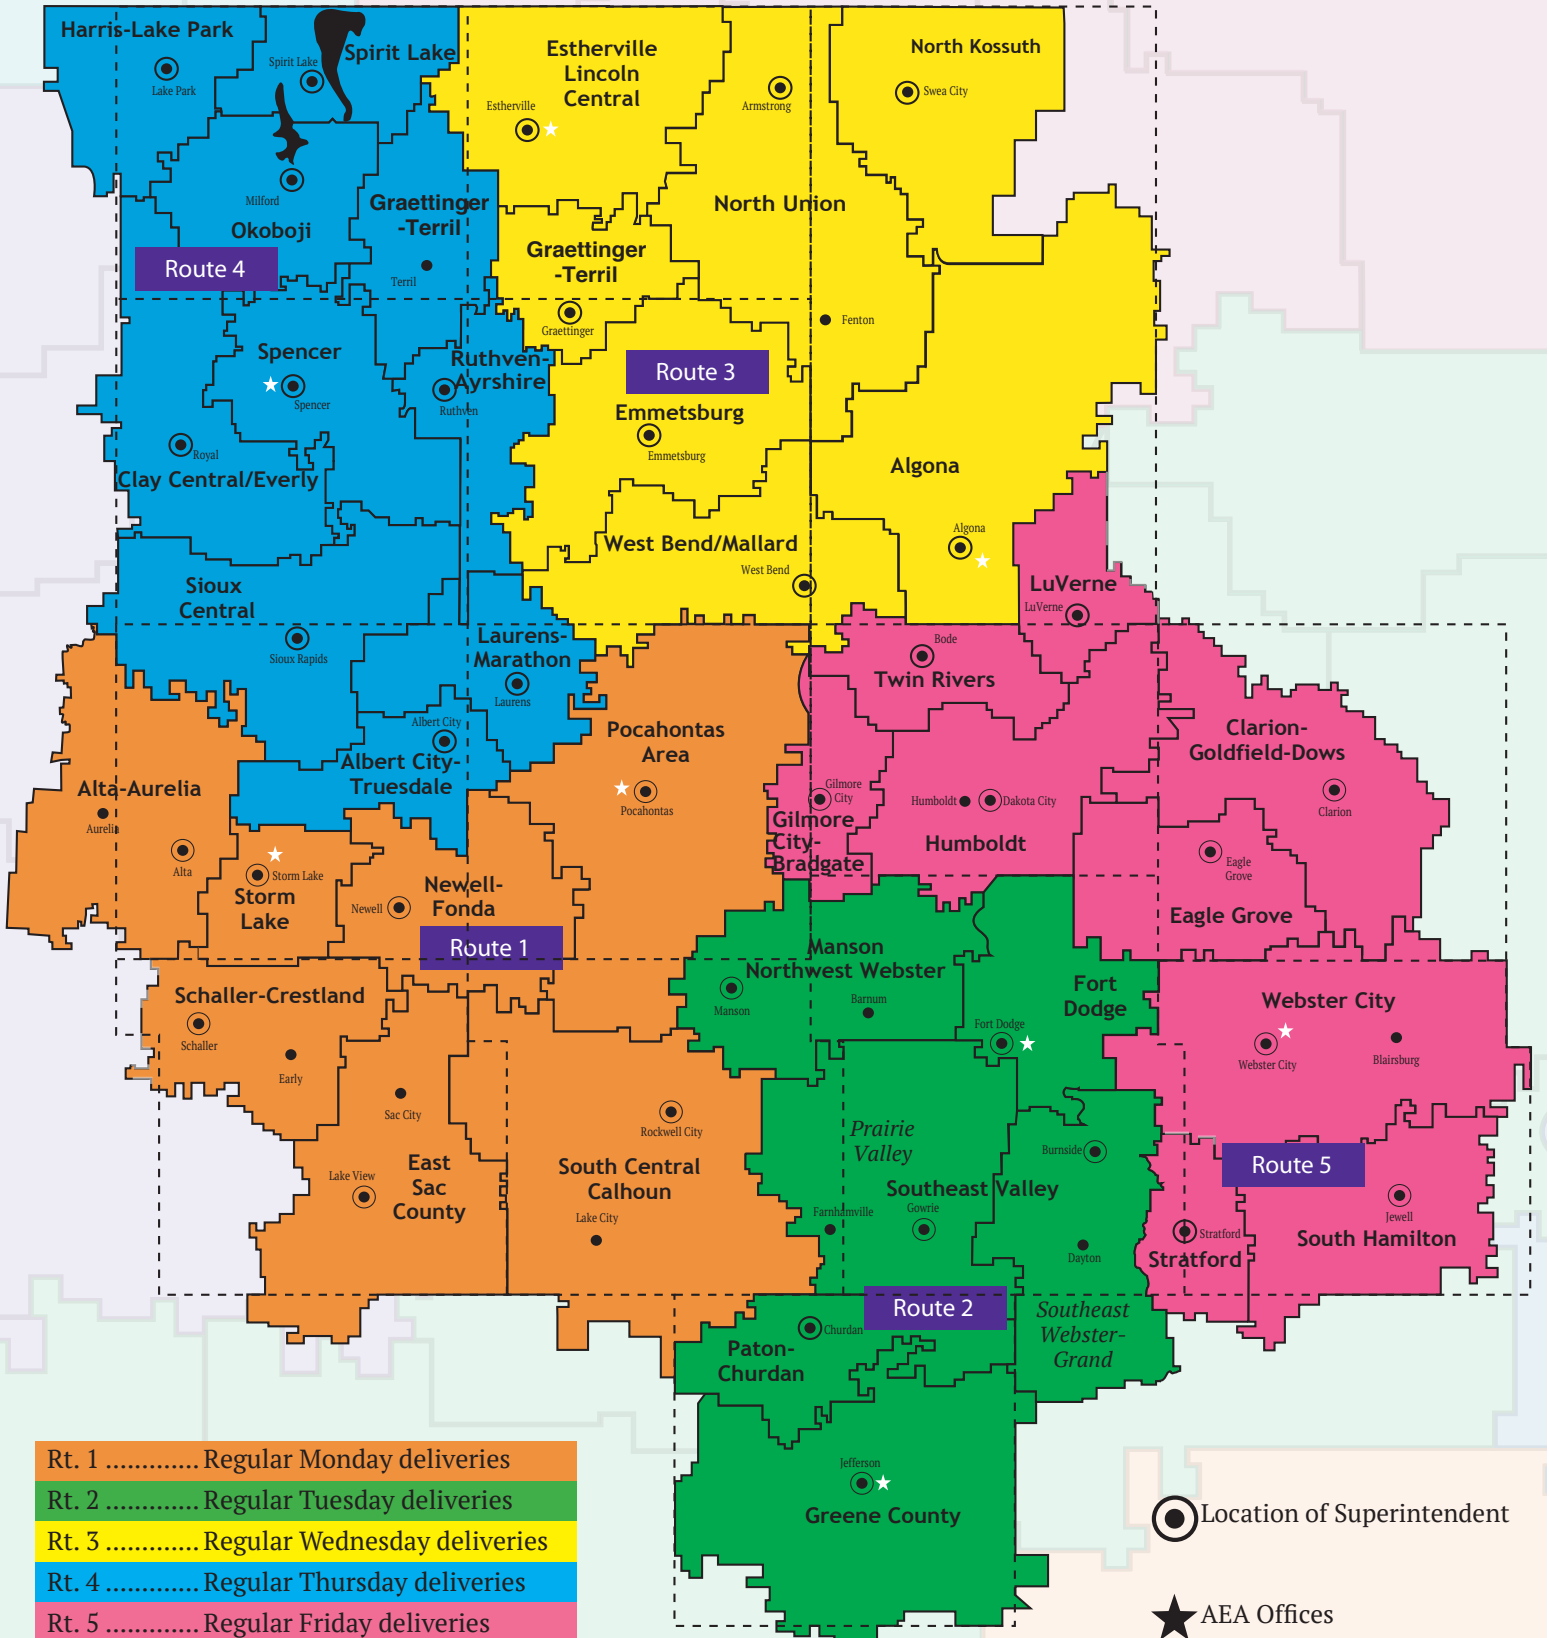 Harris-Lake Park
Lake Park
Spirit Lake
Spirit Lake
Estherville
Lincoln
Central
Estherville
Armstrong
North Kossuth
Swea City
Milford
Okoboji
Graettinger
-Terril
Terril
North Union
Graettinger
-Terril
Graettinger
Fenton
Route 4
Spencer
Spencer
Ruthven-
Ayrshire
Ruthven
Route 3
Emmetsburg
Emmetsburg
Royal
Clay Central/Everly
Algona
Algona
West Bend/Mallard
West Bend
LuVerne
LuVerne
Sioux
Central
Sioux Rapids
Laurens-
Marathon
Laurens
Bode
Twin Rivers
Albert City
Albert City-
Truesdale
Pocahontas
Area
Pocahontas
Clarion-
Goldfield-Dows
Clarion
Alta-Aurelia
Aurelia
Alta
Gilmore
City
Gilmore
City-
Bradgate
Humboldt
Dakota City
Humboldt
Eagle
Grove
Eagle Grove
Storm Lake
Storm
Lake
Newell
Newell-
Fonda
Route 1
Manson
Northwest Webster
Manson
Barnum
Fort
Dodge
Fort Dodge
Schaller-Crestland
Schaller
Early
Webster City
Webster City
Blairsburg
Sac City
Rockwell City
Prairie
Valley
Burnside
Route 5
Lake View
East
Sac
County
South Central
Calhoun
Lake City
Southeast Valley
Farnhamville
Gowrie
Dayton
Stratford
Stratford
Jewell
South Hamilton
Route 2
Southeast
Webster-
Grand
Churdan
Paton-
Churdan
Jefferson
Greene County
Rt. 1 ............. Regular Monday deliveries
Rt. 2 ............. Regular Tuesday deliveries
Rt. 3 ............. Regular Wednesday deliveries
Rt. 4 ............. Regular Thursday deliveries
Rt. 5 ............. Regular Friday deliveries
Location of Superintendent
AEA Offices